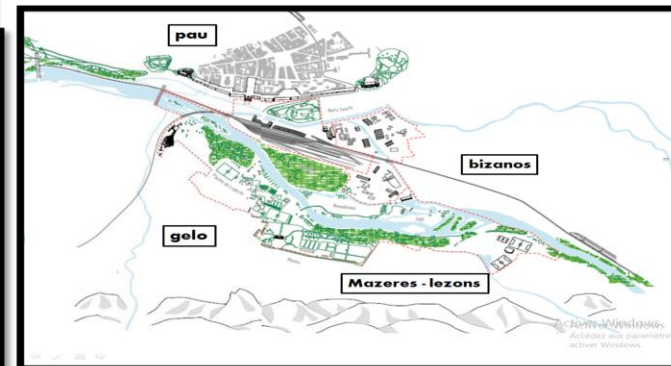 pau
bizanos
gelo
Mazeres - lezons
Activer Windows
Accédez aux paramètres
activer Windows.